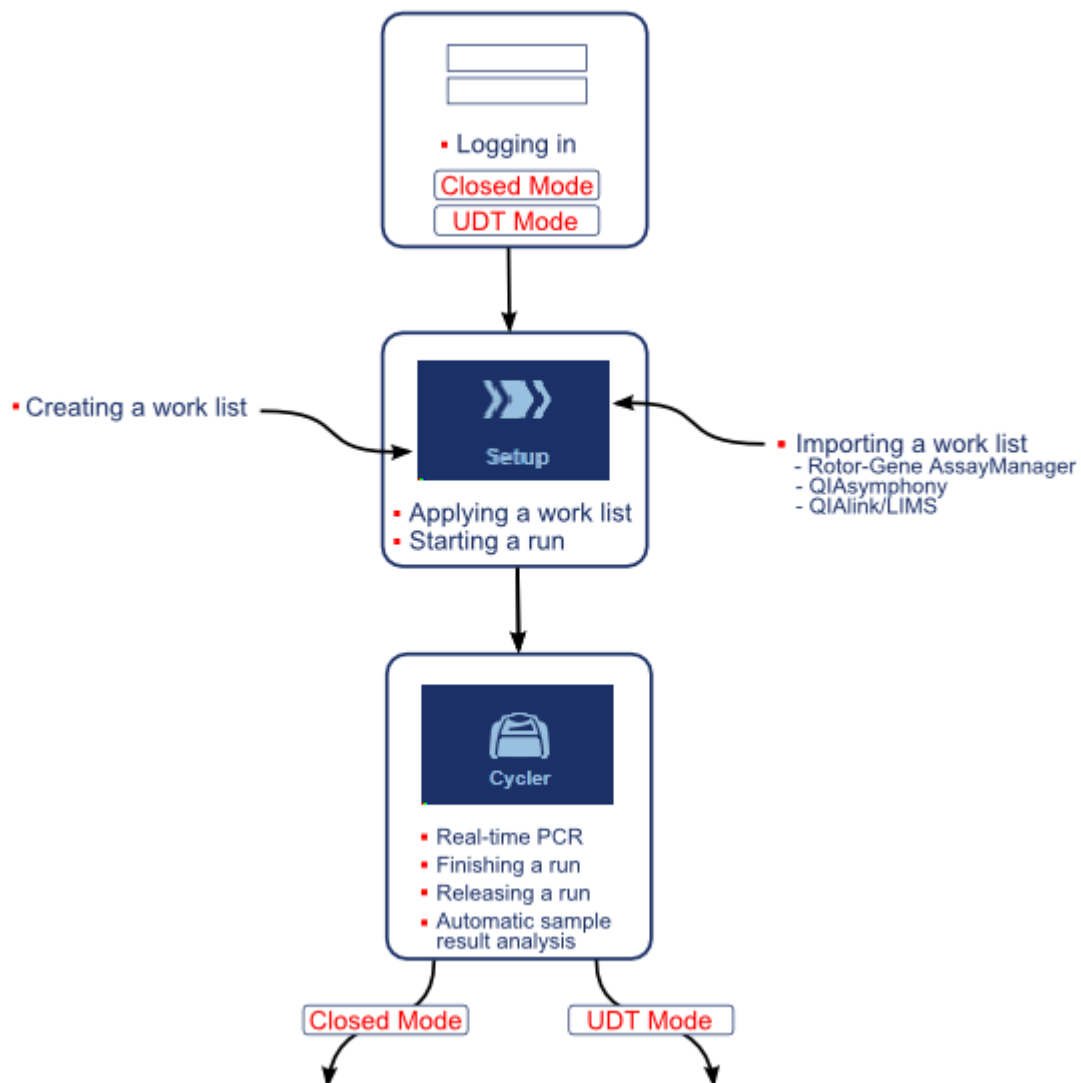 ▪ Logging in
Closed Mode
UDT Mode
▪ Creating a work list
Setup
▪ Applying a work list
▪ Starting a run
▪ Importing a work list
- Rotor-Gene AssayManager
- QIAsymphony
- QIAlink/LIMS
Cycler
▪ Real-time PCR
▪ Finishing a run
▪ Releasing a run
▪ Automatic sample
result analysis
Closed Mode
UDT Mode